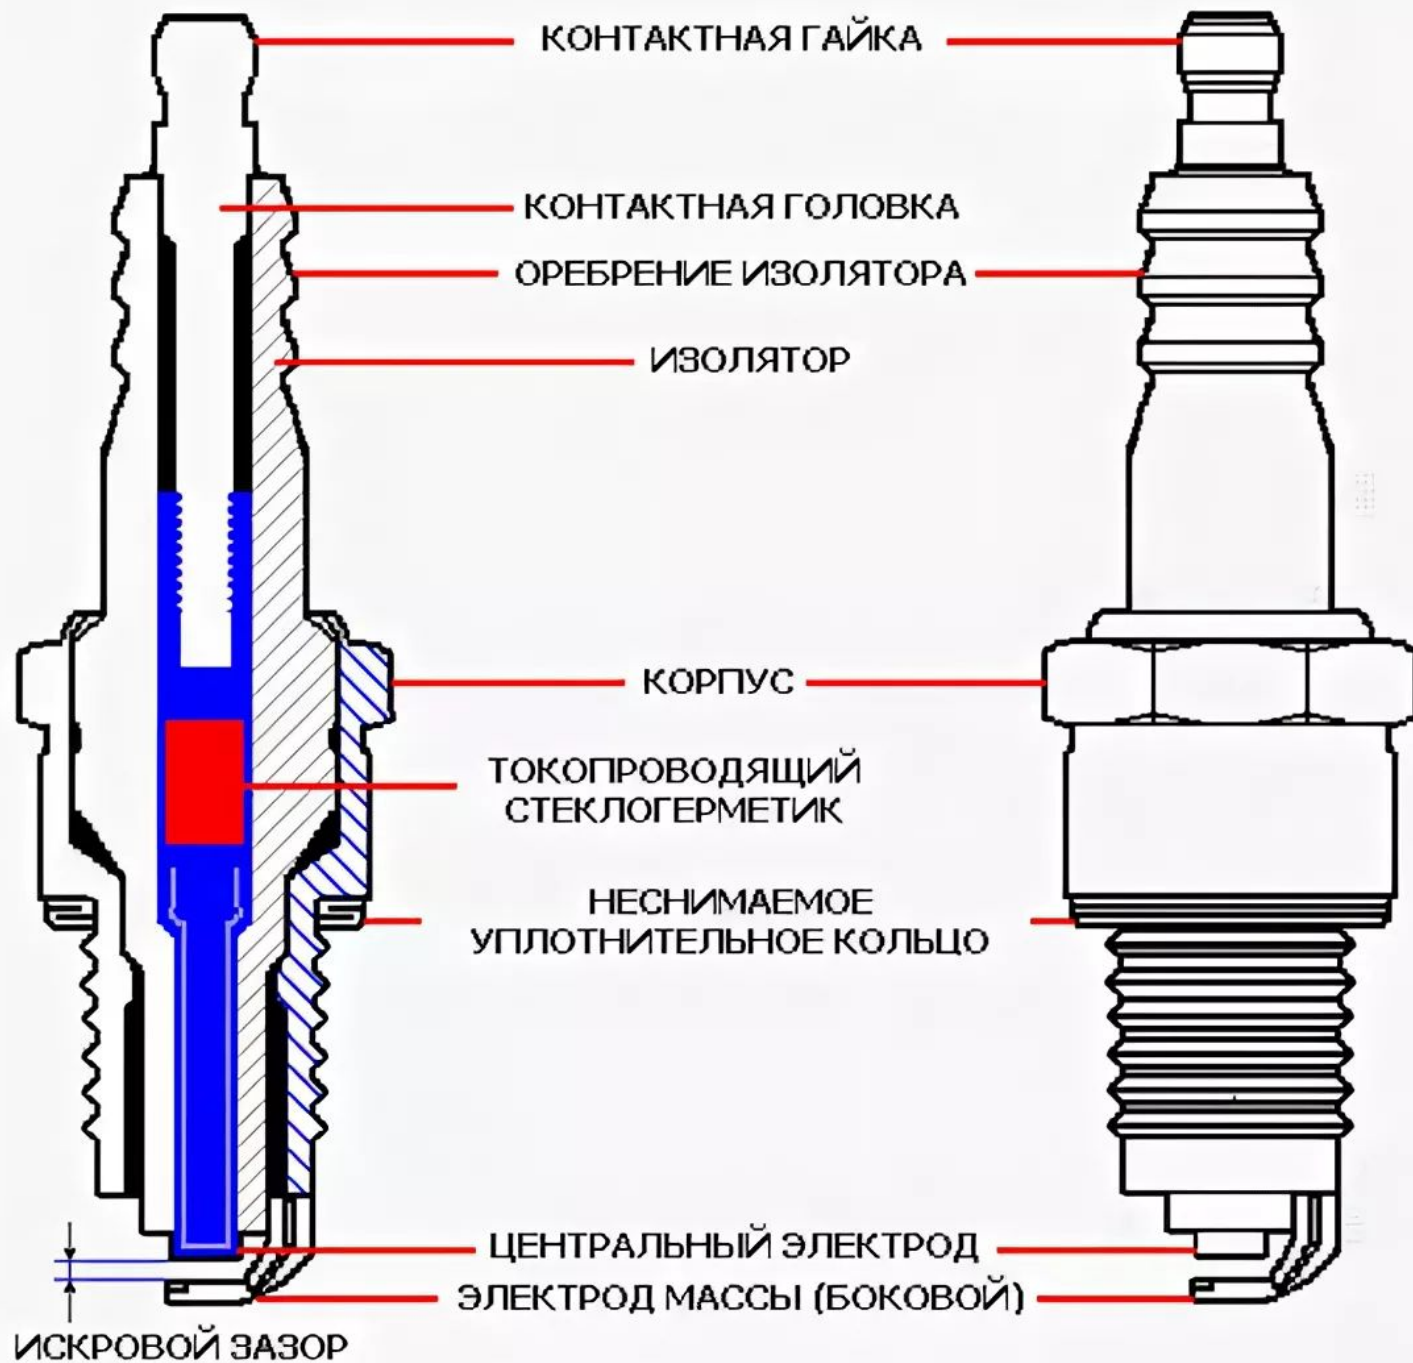 КОНТАКТНАЯ ГАЙКА
КОНТАКТНАЯ ГОЛОВКА
ОРЕБРЕНИЕ ИЗОЛЯТОРА
ИЗОЛЯТОР
КОРПУС
ТОКОПРОВОДЯЩИЙ
СТЕКЛОГЕРМЕТИК
НЕСНИМАЕМОЕ
УПЛОТНИТЕЛЬНОЕ КОЛЬЦО
ЦЕНТРАЛЬНЫЙ ЭЛЕКТРОД
ЭЛЕКТРОД МАССЫ (БОКОВОЙ)
ИСКРОВОЙ ЗАЗОР